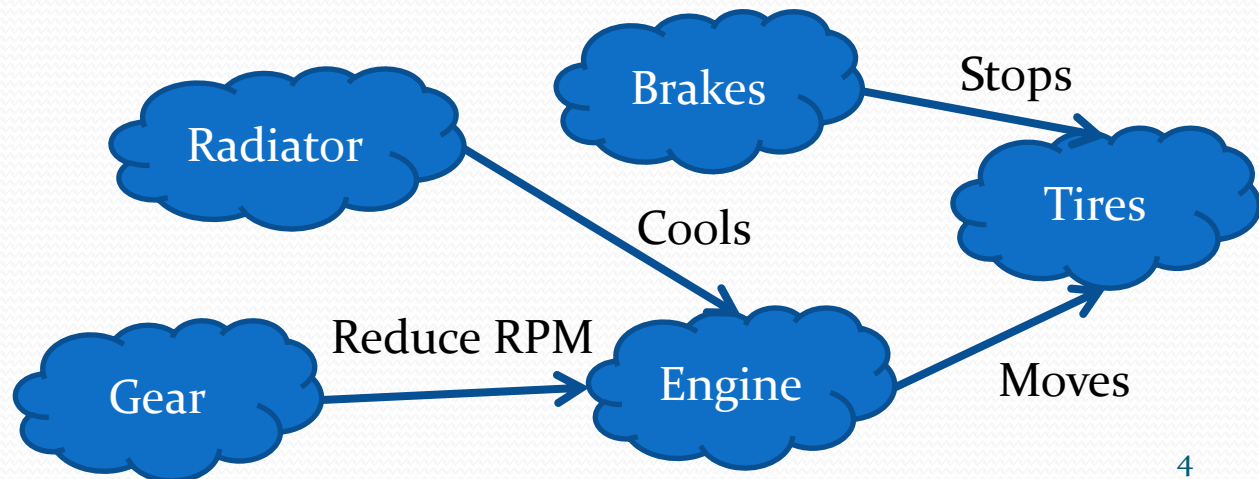 Brakes
Stops
Radiator
Tires
Cools
Reduce RPM
Gear
Engine
Moves
4